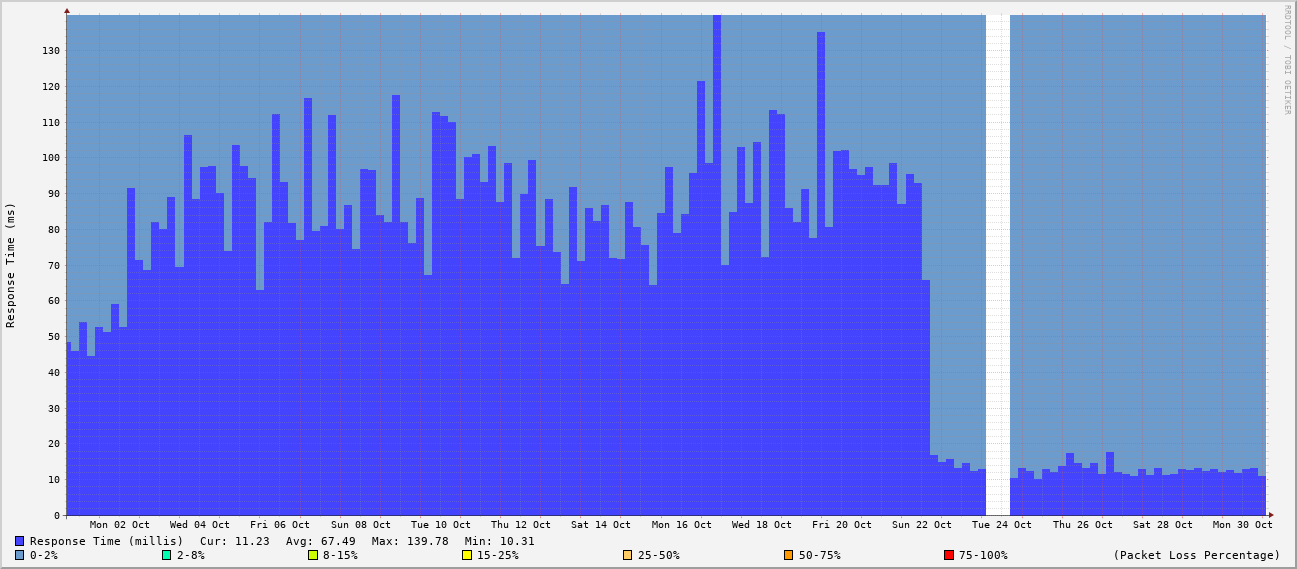 RRDTOOL / TOBI OETIKER
Response Time (ms)
130
120
110
100
90
80
70
60
50
40
30
20
10
0
Mon 02 Oct Wed 04 Oct Fri 06 Oct Sun 08 Oct Tue 10 Oct Thu 12 Oct Sat 14 Oct Mon 16 Oct Wed 18 Oct Fri 20 Oct Sun 22 Oct Tue 24 Oct Thu 26 Oct Sat 28 Oct Mon 30 Oct
Response Time (millis) Cur: 11.23 Avg: 67.49 Max: 139.78 Min: 10.31
0-2% 2-8% 8-15% 15-25% 25-50% 50-75% 75-100% (Packet Loss Percentage)